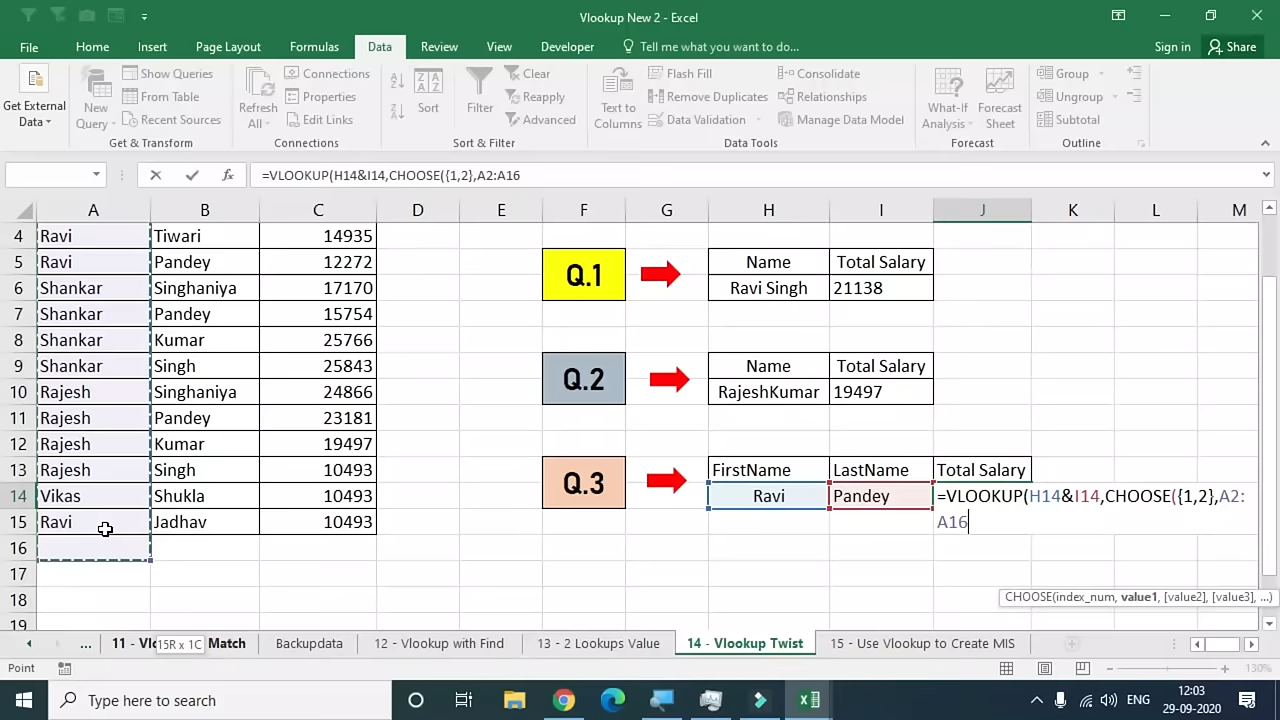 Vlookup New 2 - Excel
File Home Insert Page Layout Formulas Data Review View Developer Tell me what you want to do... Sign in Share
Get External Data
New Query
Show Queries
From Table
Recent Sources
Get & Transform
Refresh All
Connections
Properties
Edit Links
Connections
Sort
Filter
Clear
Reapply
Advanced
Sort & Filter
Text to Columns
Flash Fill
Remove Duplicates
Data Validation
Consolidate
Relationships
Manage Data Model
Data Tools
What-If Analysis
Forecast Sheet
Forecast
Group
Ungroup
Subtotal
Outline
fx =VLOOKUP(H14&I14,CHOOSE({1,2},A2:A16
A B C D E F G H I J K L M
4 Ravi Tiwari 14935
5 Ravi Pandey 12272 Name Total Salary
Q.1
6 Shankar Singhaniya 17170 Ravi Singh 21138
7 Shankar Pandey 15754
8 Shankar Kumar 25766
9 Shankar Singh 25843 Name Total Salary
Q.2
10 Rajesh Singhaniya 24866 RajeshKumar 19497
11 Rajesh Pandey 23181
12 Rajesh Kumar 19497
13 Rajesh Singh 10493 FirstName LastName Total Salary
Q.3
14 Vikas Shukla 10493 Ravi Pandey =VLOOKUP(H14&I14,CHOOSE({1,2},A2:
15 Ravi Jadhav 10493 A16
16
17
18
CHOOSE(index_num, value1, [value2], [value3], ...)
19
... 11 - Vlo 15R x 1C Match Backupdata 12 - Vlookup with Find 13 - 2 Lookups Value 14 - Vlookup Twist 15 - Use Vlookup to Create MIS
Point 130%
Type here to search ENG 12:03
29-09-2020